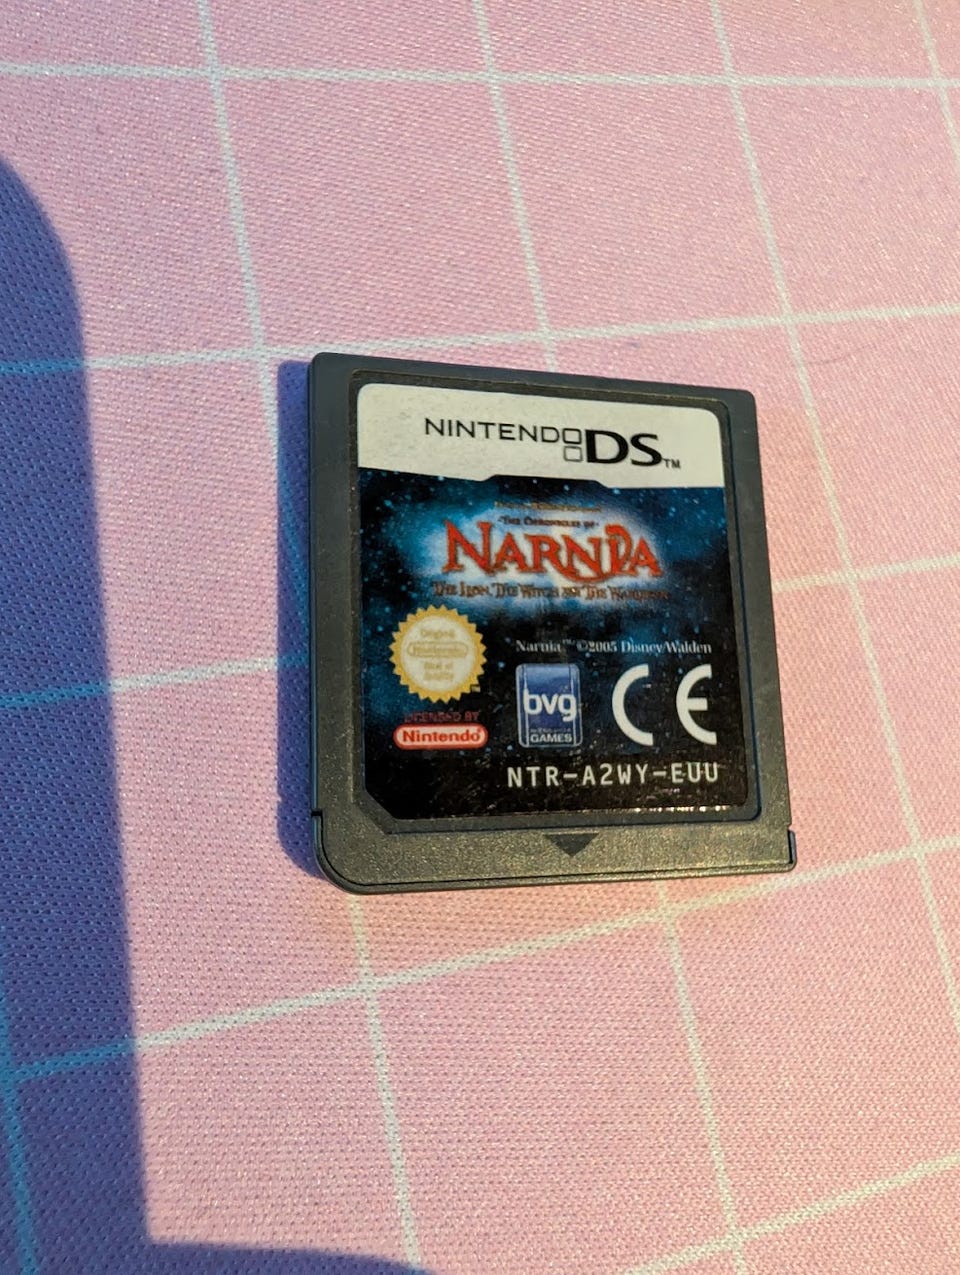 NINTENDO DS™
THE CHRONICLES OF
NARNIA
THE LION, THE WITCH AND THE WARDROBE
Original
Nintendo
Seal of
Quality
Narnia™ ©2005 Disney/Walden
LICENSED BY
Nintendo
bvg
GAMES
CE
NTR-A2WY-EUU